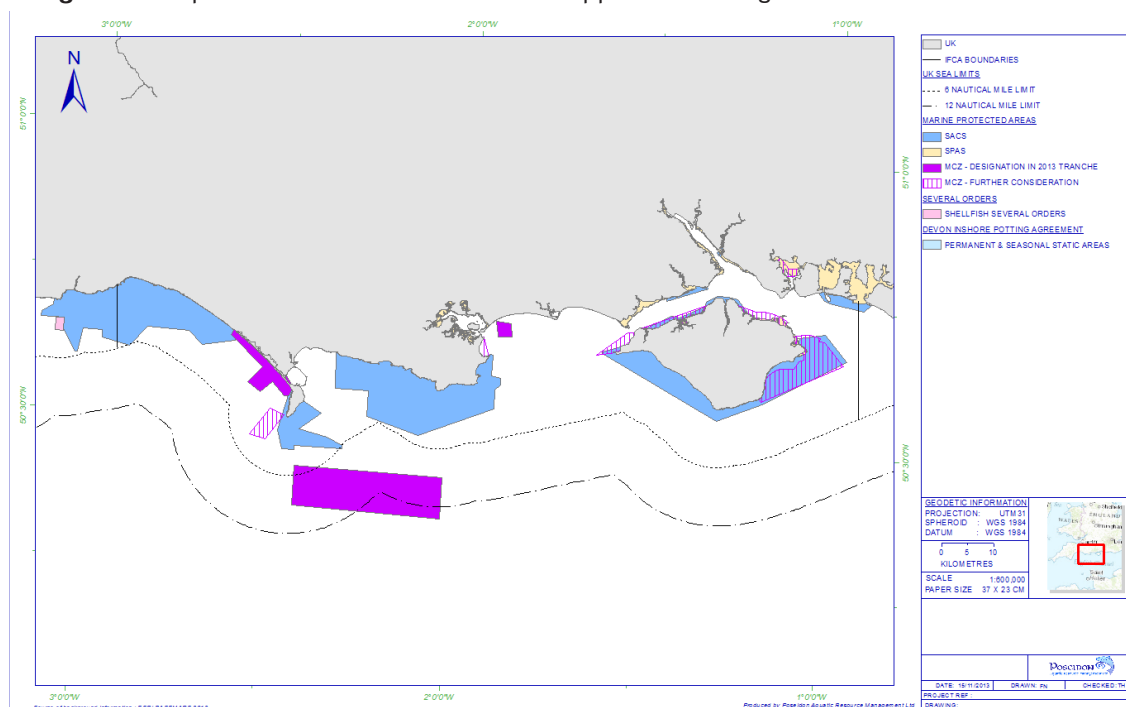 3°0'0"W 2°0'0"W 1°0'0"W
N
51°0'0"N
51°0'0"N
50°30'0"N
50°30'0"N
3°0'0"W 2°0'0"W 1°0'0"W
UK
IFCA BOUNDARIES
UK SEA LIMITS
6 NAUTICAL MILE LIMIT
12 NAUTICAL MILE LIMIT
MARINE PROTECTED AREAS
SACS
SPAS
MCZ - DESIGNATION IN 2013 TRANCHE
MCZ - FURTHER CONSIDERATION
SEVERAL ORDERS
SHELLFISH SEVERAL ORDERS
DEVON INSHORE POTTING AGREEMENT
PERMANENT & SEASONAL STATIC AREAS
GEODETIC INFORMATION
PROJECTION: UTM31
SPHEROID : WGS 1984
DATUM : WGS 1984
0 5 10
KILOMETRES
SCALE 1:600,000
PAPER SIZE 37 X 23 CM
POSEIDON
DATE: 15/11/2013 DRAWN: FN CHECKED: TH
PROJECT REF :
DRAWING:
Produced by Poseidon Aquatic Resource Management Ltd